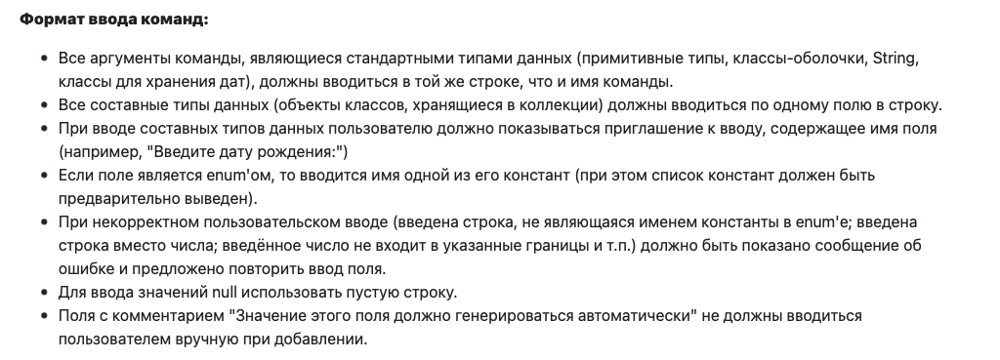 Формат ввода команд:
Все аргументы команды, являющиеся стандартными типами данных (примитивные типы, классы-оболочки, String,
классы для хранения дат), должны вводиться в той же строке, что и имя команды.
Все составные типы данных (объекты классов, хранящиеся в коллекции) должны вводиться по одному полю в строку.
При вводе составных типов данных пользователю должно показываться приглашение к вводу, содержащее имя поля
(например, "Введите дату рождения:")
Если поле является enum'ом, то вводится имя одной из его констант (при этом список констант должен быть
предварительно выведен).
При некорректном пользовательском вводе (введена строка, не являющаяся именем константы в enum'е; введена
строка вместо числа; введённое число не входит в указанные границы и т.п.) должно быть показано сообщение об
ошибке и предложено повторить ввод поля.
Для ввода значений null использовать пустую строку.
Поля с комментарием "Значение этого поля должно генерироваться автоматически" не должны вводиться
пользователем вручную при добавлении.